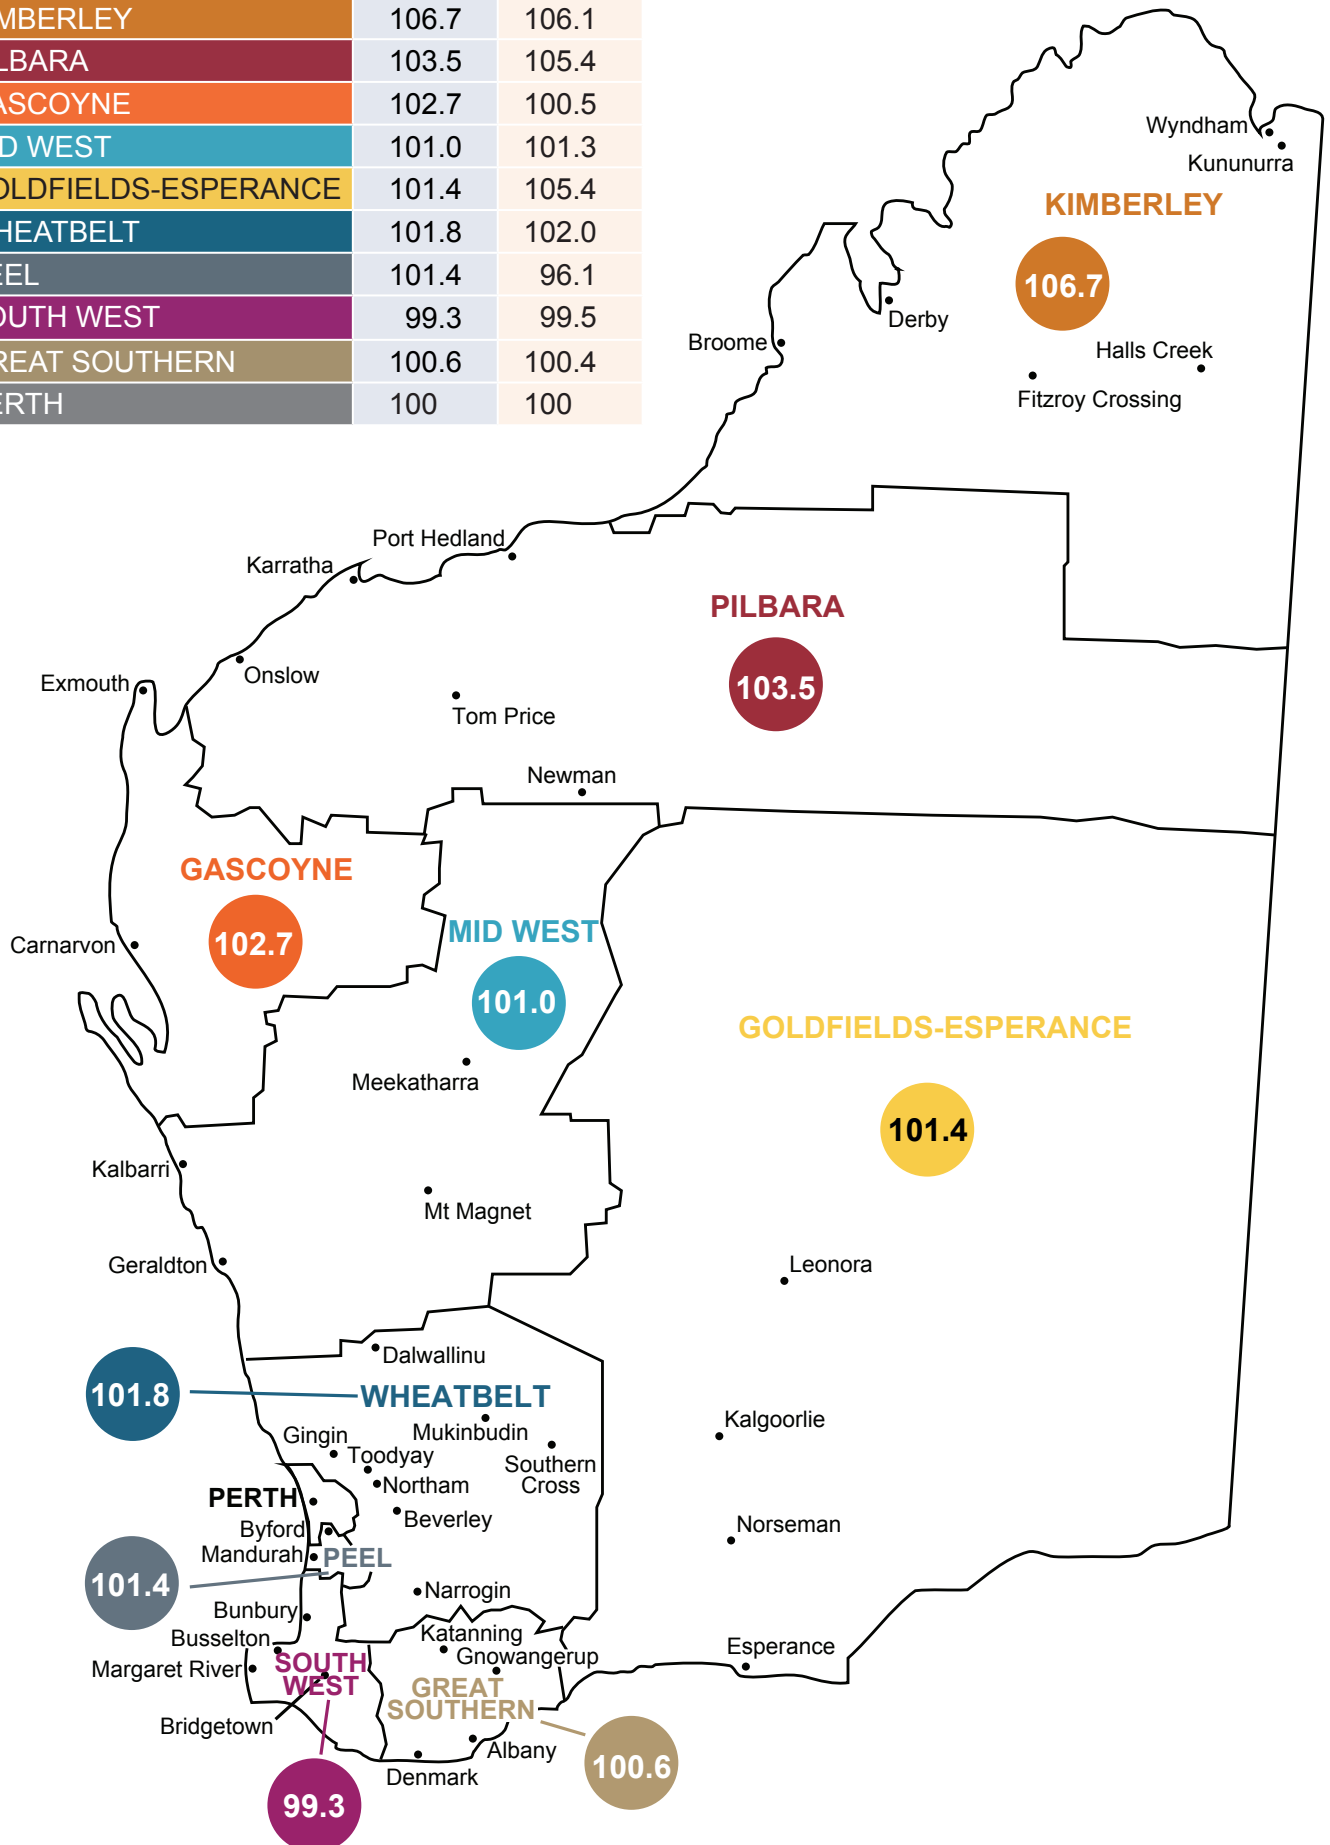 IMBERLEY 106.7 106.1
LBARA 103.5 105.4
ASCOYNE 102.7 100.5
D WEST 101.0 101.3
OLDFIELDS-ESPERANCE 101.4 105.4
HEATBELT 101.8 102.0
EEL 101.4 96.1
OUTH WEST 99.3 99.5
REAT SOUTHERN 100.6 100.4
ERTH 100 100
Wyndham
Kununurra
KIMBERLEY
106.7
Derby
Broome
Halls Creek
Fitzroy Crossing
Port Hedland
Karratha
PILBARA
103.5
Onslow
Exmouth
Tom Price
Newman
GASCOYNE
102.7
Carnarvon
MID WEST
101.0
GOLDFIELDS-ESPERANCE
101.4
Meekatharra
Kalbarri
Mt Magnet
Geraldton
Leonora
Dalwallinu
101.8
WHEATBELT
Mukinbudin
Kalgoorlie
Gingin
Toodyay
Southern
Cross
Northam
PERTH
Beverley
Byford
Norseman
Mandurah
PEEL
101.4
Narrogin
Bunbury
Katanning
Busselton
Gnowangerup
Esperance
Margaret River
SOUTH
WEST
GREAT
SOUTHERN
Bridgetown
Albany
100.6
Denmark
99.3